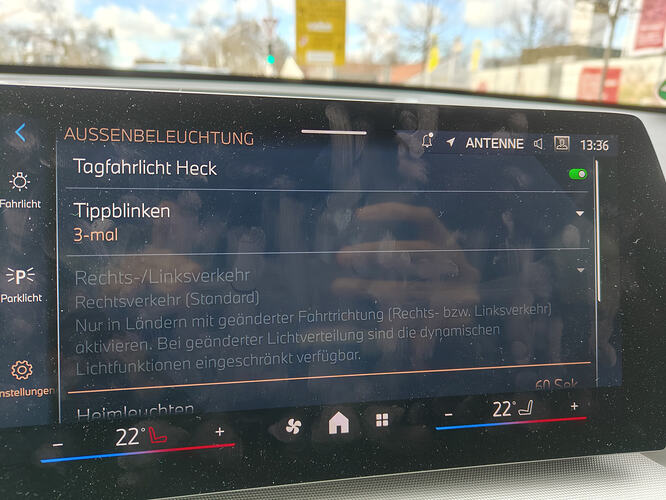 AUSSENBELEUCHTUNG
ANTENNE
13:36
Tagfahrlicht Heck
Fahrlicht
Tippblinken
3-mal
P
Parklicht
Rechts-/Linksverkehr
Rechtsverkehr (Standard)
Nur in Ländern mit geänderter Fahrtrichtung (Rechts- bzw. Linksverkehr)
aktivieren. Bei geänderter Lichtverteilung sind die dynamischen
Lichtfunktionen eingeschränkt verfügbar.
nstellungen
60 Sek.
Heimleuchten
- 22° +
- 22° +